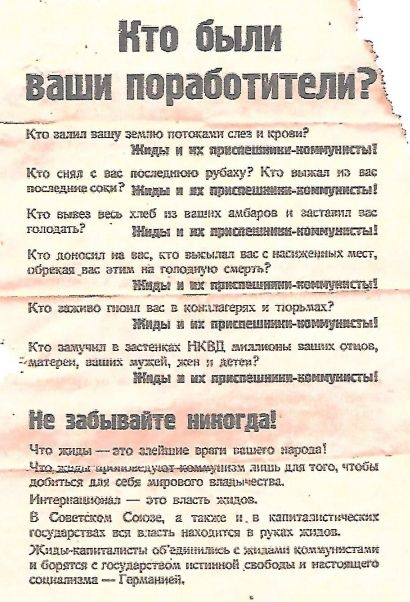 Кто были
ваши поработители?
Кто залил вашу землю потоками слез и крови?
Жиды и их приспешники-коммунисты!
Кто снял с вас последнюю рубаху? Кто выжал из вас
последние соки? Жиды и их приспешники-коммунисты!
Кто вывез весь хлеб из ваших амбаров и заставил вас
голодать? Жиды и их приспешники-коммунисты!
Кто доносил на вас, кто высылал вас с насиженных мест,
обрекая вас этим на голодную смерть?
Жиды и их приспешники-коммунисты!
Кто заживо гноил вас в концлагерях и тюрьмах?
Жиды и их приспешники-коммунисты!
Кто замучил в застенках НКВД миллионы ваших отцов,
матерей, ваших мужей, жен и детей?
Жиды и их приспешники-коммунисты!
Не забывайте никогда!
Что жиды — это злейшие враги вашего народа!
Что жиды проповедуют коммунизм лишь для того, чтобы
добиться для себя мирового владычества.
Интернационал — это власть жидов.
В Советском Союзе, а также и в капиталистических
государствах вся власть находится в руках жидов.
Жиды-капиталисты об'единились с жидами коммунистами
и борятся с государством истинной свободы и настоящего
социализма — Германией.